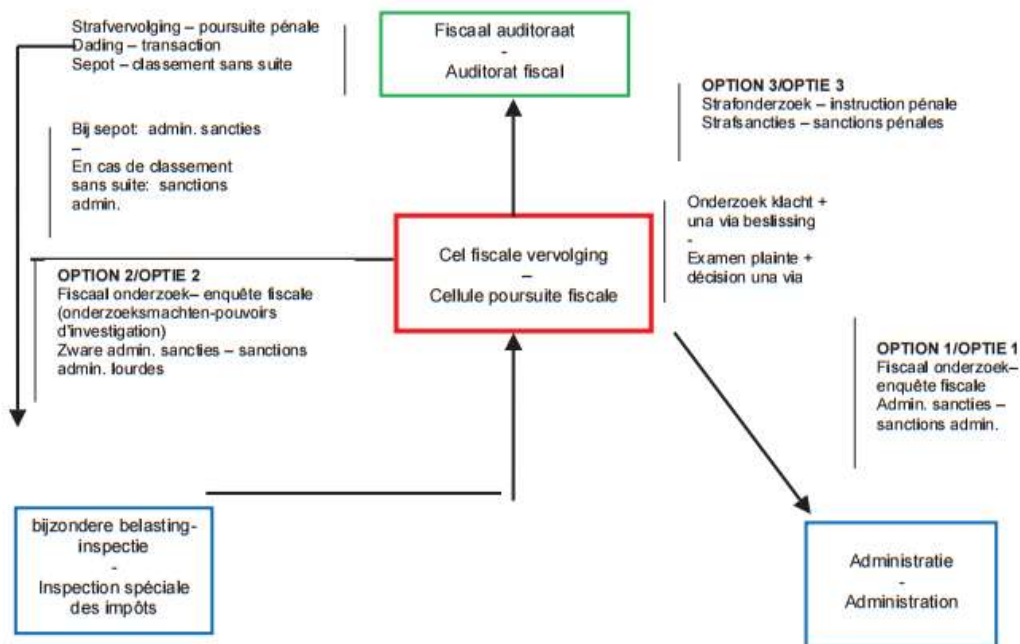 Strafvervolging – poursuite pénale
Dading – transaction
Sepot – classement sans suite
Fiscaal auditoraat
-
Auditorat fiscal
OPTION 3/OPTIE 3
Strafonderzoek – instruction pénale
Strafsancties – sanctions pénales
Bij sepot: admin. sancties
–
En cas de classement
sans suite: sanctions
admin.
Onderzoek klacht +
una via beslissing
-
Examen plainte +
décision una via
Cel fiscale vervolging
–
Cellule poursuite fiscale
OPTION 2/OPTIE 2
Fiscaal onderzoek– enquête fiscale
(onderzoeksmachten-pouvoirs
d'investigation)
Zware admin. sancties – sanctions
admin. lourdes
OPTION 1/OPTIE 1
Fiscaal onderzoek–
enquête fiscale
Admin. sancties –
sanctions admin.
bijzondere belasting-
inspectie
-
Inspection spéciale
des impôts
Administratie
-
Administration